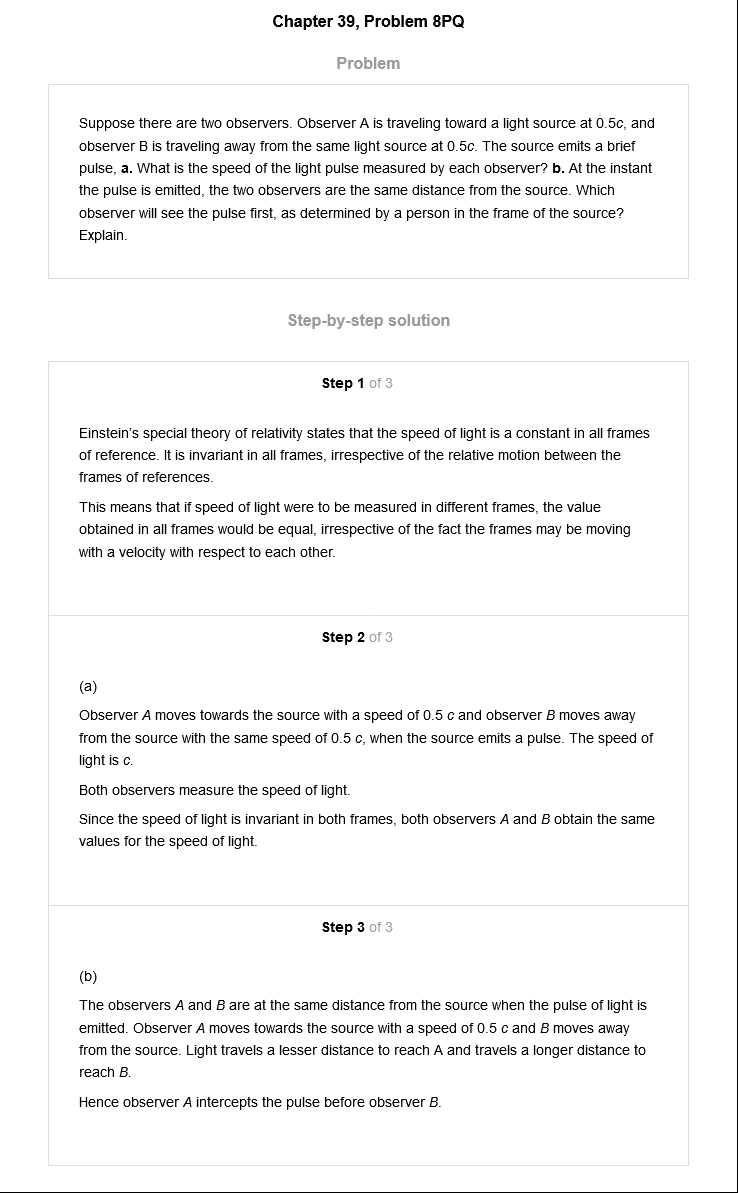 Chapter 39, Problem 8PQ
Problem
Suppose there are two observers. Observer A is traveling toward a light source at 0.5c, and
observer B is traveling away from the same light source at 0.5c. The source emits a brief
pulse, a. What is the speed of the light pulse measured by each observer? b. At the instant
the pulse is emitted, the two observers are the same distance from the source. Which
observer will see the pulse first, as determined by a person in the frame of the source?
Explain.
Step-by-step solution
Step 1 of 3
Einstein's special theory of relativity states that the speed of light is a constant in all frames
of reference. It is invariant in all frames, irrespective of the relative motion between the
frames of references.
This means that if speed of light were to be measured in different frames, the value
obtained in all frames would be equal, irrespective of the fact the frames may be moving
with a velocity with respect to each other.
Step 2 of 3
(a)
Observer A moves towards the source with a speed of 0.5 c and observer B moves away
from the source with the same speed of 0.5 c, when the source emits a pulse. The speed of
light is c.
Both observers measure the speed of light.
Since the speed of light is invariant in both frames, both observers A and B obtain the same
values for the speed of light.
Step 3 of 3
(b)
The observers A and B are at the same distance from the source when the pulse of light is
emitted. Observer A moves towards the source with a speed of 0.5 c and B moves away
from the source. Light travels a lesser distance to reach A and travels a longer distance to
reach B.
Hence observer A intercepts the pulse before observer B.